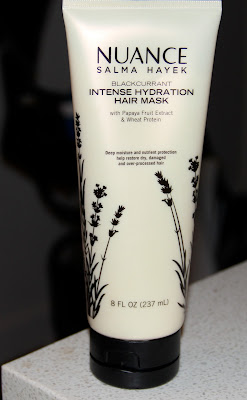 NUANCE
SALMA HAYEK
BLACKCURRANT
INTENSE HYDRATION
HAIR MASK
with Papaya Fruit Extract
& Wheat Protein
Deep moisture and nutrient protection
help restore dry, damaged
and over-processed hair
8 FL OZ (237 mL)